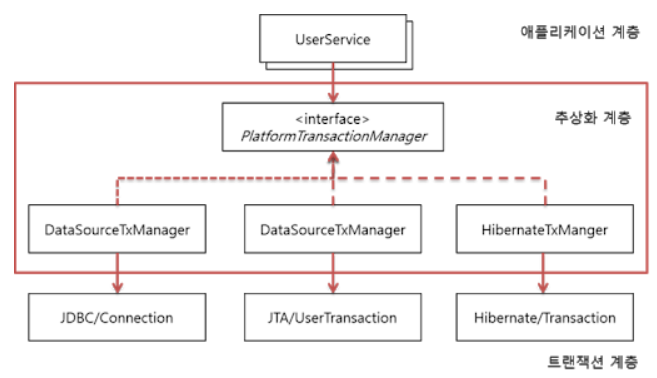 UserService
애플리케이션 계층
<interface>
PlatformTransactionManager
추상화 계층
DataSourceTxManager
DataSourceTxManager
HibernateTxManger
JDBC/Connection
JTA/UserTransaction
Hibernate/Transaction
트랜잭션 계층